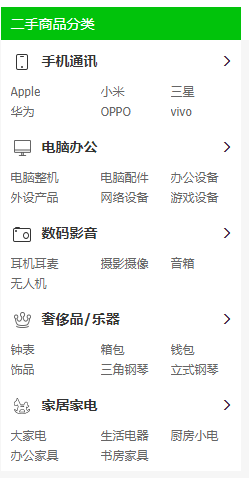 二手商品分类
手机通讯
Apple 小米 三星
华为 OPPO vivo
电脑办公
电脑整机 电脑配件 办公设备
外设产品 网络设备 游戏设备
数码影音
耳机耳麦 摄影摄像 音箱
无人机
奢侈品/乐器
钟表 箱包 钱包
饰品 三角钢琴 立式钢琴
家居家电
大家电 生活电器 厨房小电
办公家具 书房家具